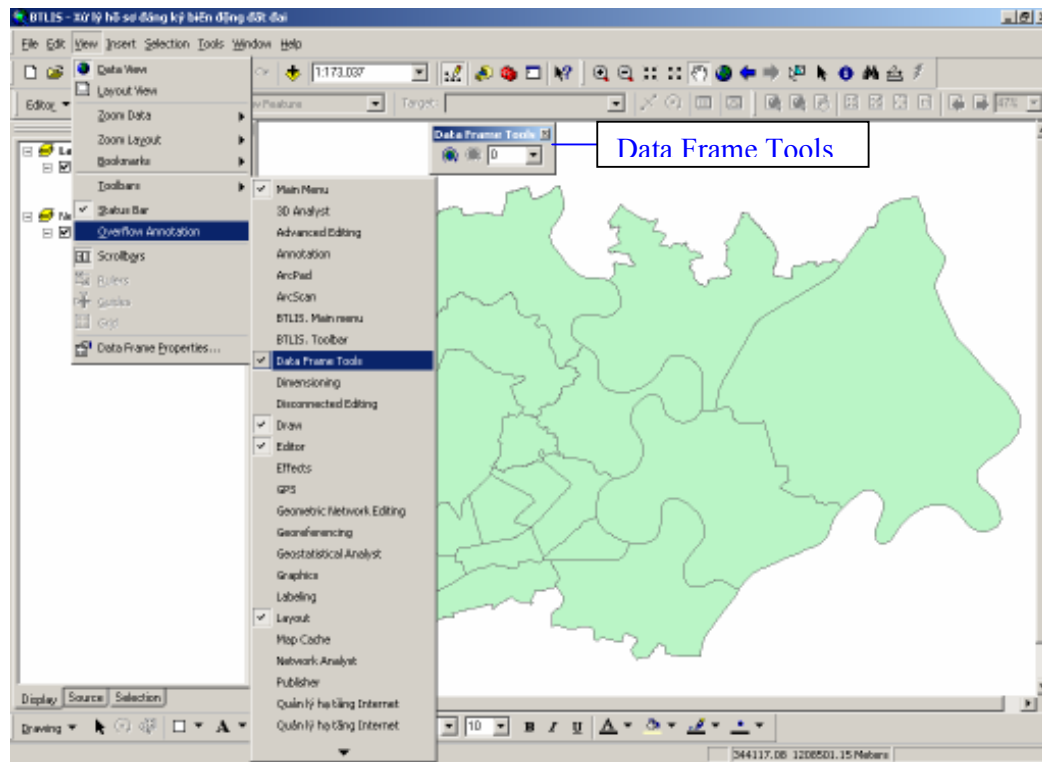 BTLIS - Xử lý hồ sơ đăng ký biến động đất đai
File Edit View Insert Selection Tools Window Help
1:173.037
Editor
Target:
47%
Data View
Layout View
Zoom Data
Zoom Layout
Bookmarks
Toolbars
Status Bar
Overflow Annotation
Scrollbars
Rulers
Guides
Grid
Data Frame Properties...
Main Menu
3D Analyst
Advanced Editing
Annotation
ArcPad
ArcScan
BTLIS. Main menu
BTLIS. Toolbar
Data Frame Tools
Dimensioning
Disconnected Editing
Draw
Editor
Effects
GPS
Geometric Network Editing
Georeferencing
Geostatistical Analyst
Graphics
Labeling
Layout
Map Cache
Network Analyst
Publisher
Quản lý hạ tầng Internet
Quản lý hạ tầng Internet
Data Frame Tools
0
Data Frame Tools
Display Source Selection
Drawing A 10 B I U A
344117.08 1208501.15 Meters